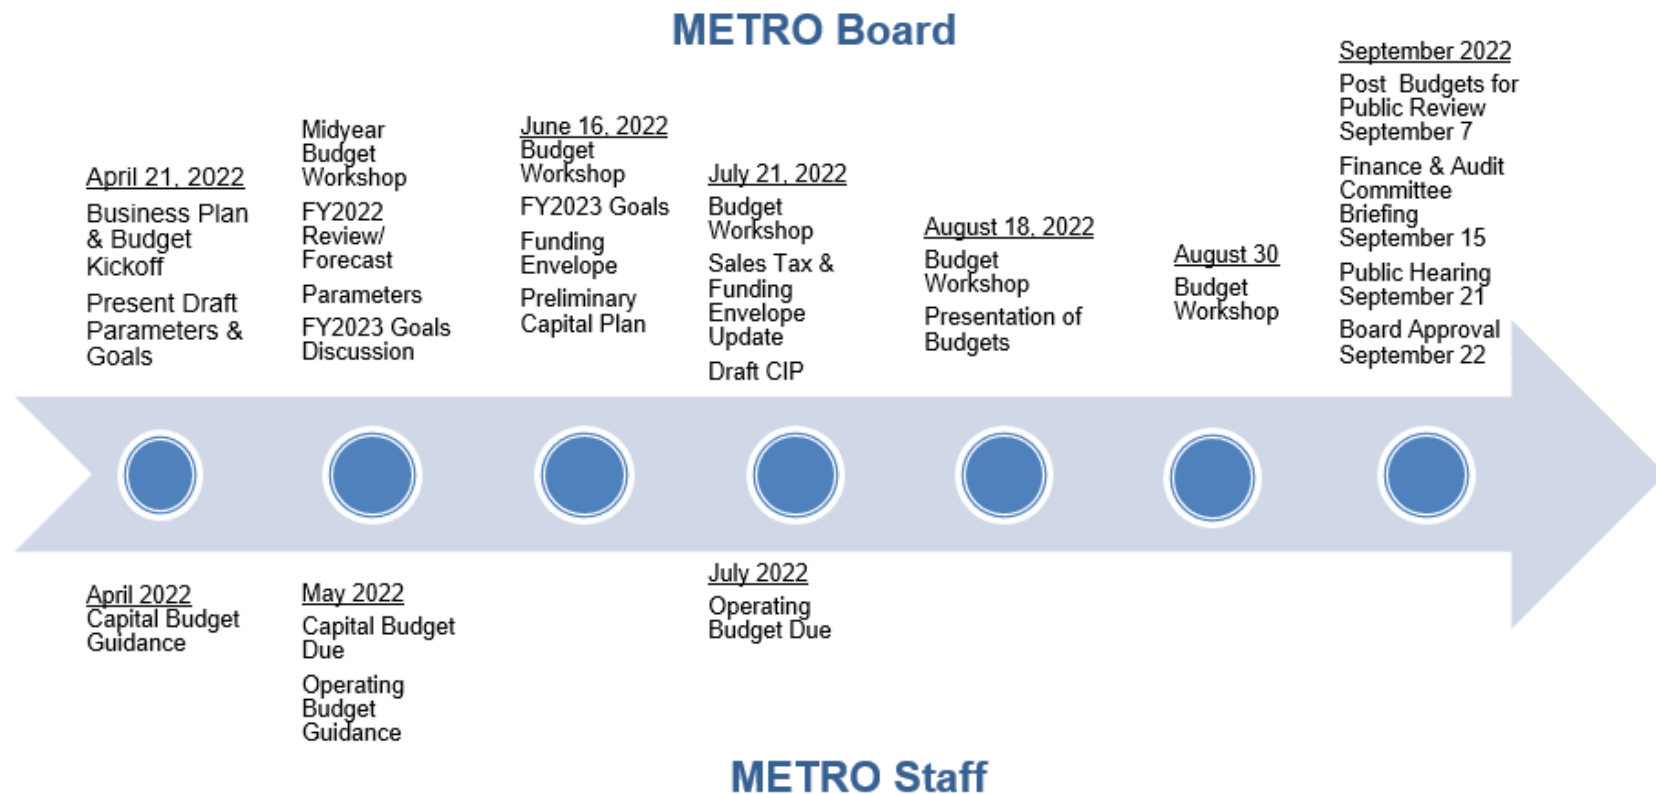 METRO Board
April 21, 2022
Business Plan
& Budget
Kickoff
Present Draft
Parameters &
Goals
Midyear
Budget
Workshop
FY2022
Review/
Forecast
Parameters
FY2023 Goals
Discussion
June 16, 2022
Budget
Workshop
FY2023 Goals
Funding
Envelope
Preliminary
Capital Plan
July 21, 2022
Budget
Workshop
Sales Tax &
Funding
Envelope
Update
Draft CIP
August 18, 2022
Budget
Workshop
Presentation of
Budgets
August 30
Budget
Workshop
September 2022
Post Budgets for
Public Review
September 7
Finance & Audit
Committee
Briefing
September 15
Public Hearing
September 21
Board Approval
September 22
April 2022
Capital Budget
Guidance
May 2022
Capital Budget
Due
Operating
Budget
Guidance
July 2022
Operating
Budget Due
METRO Staff